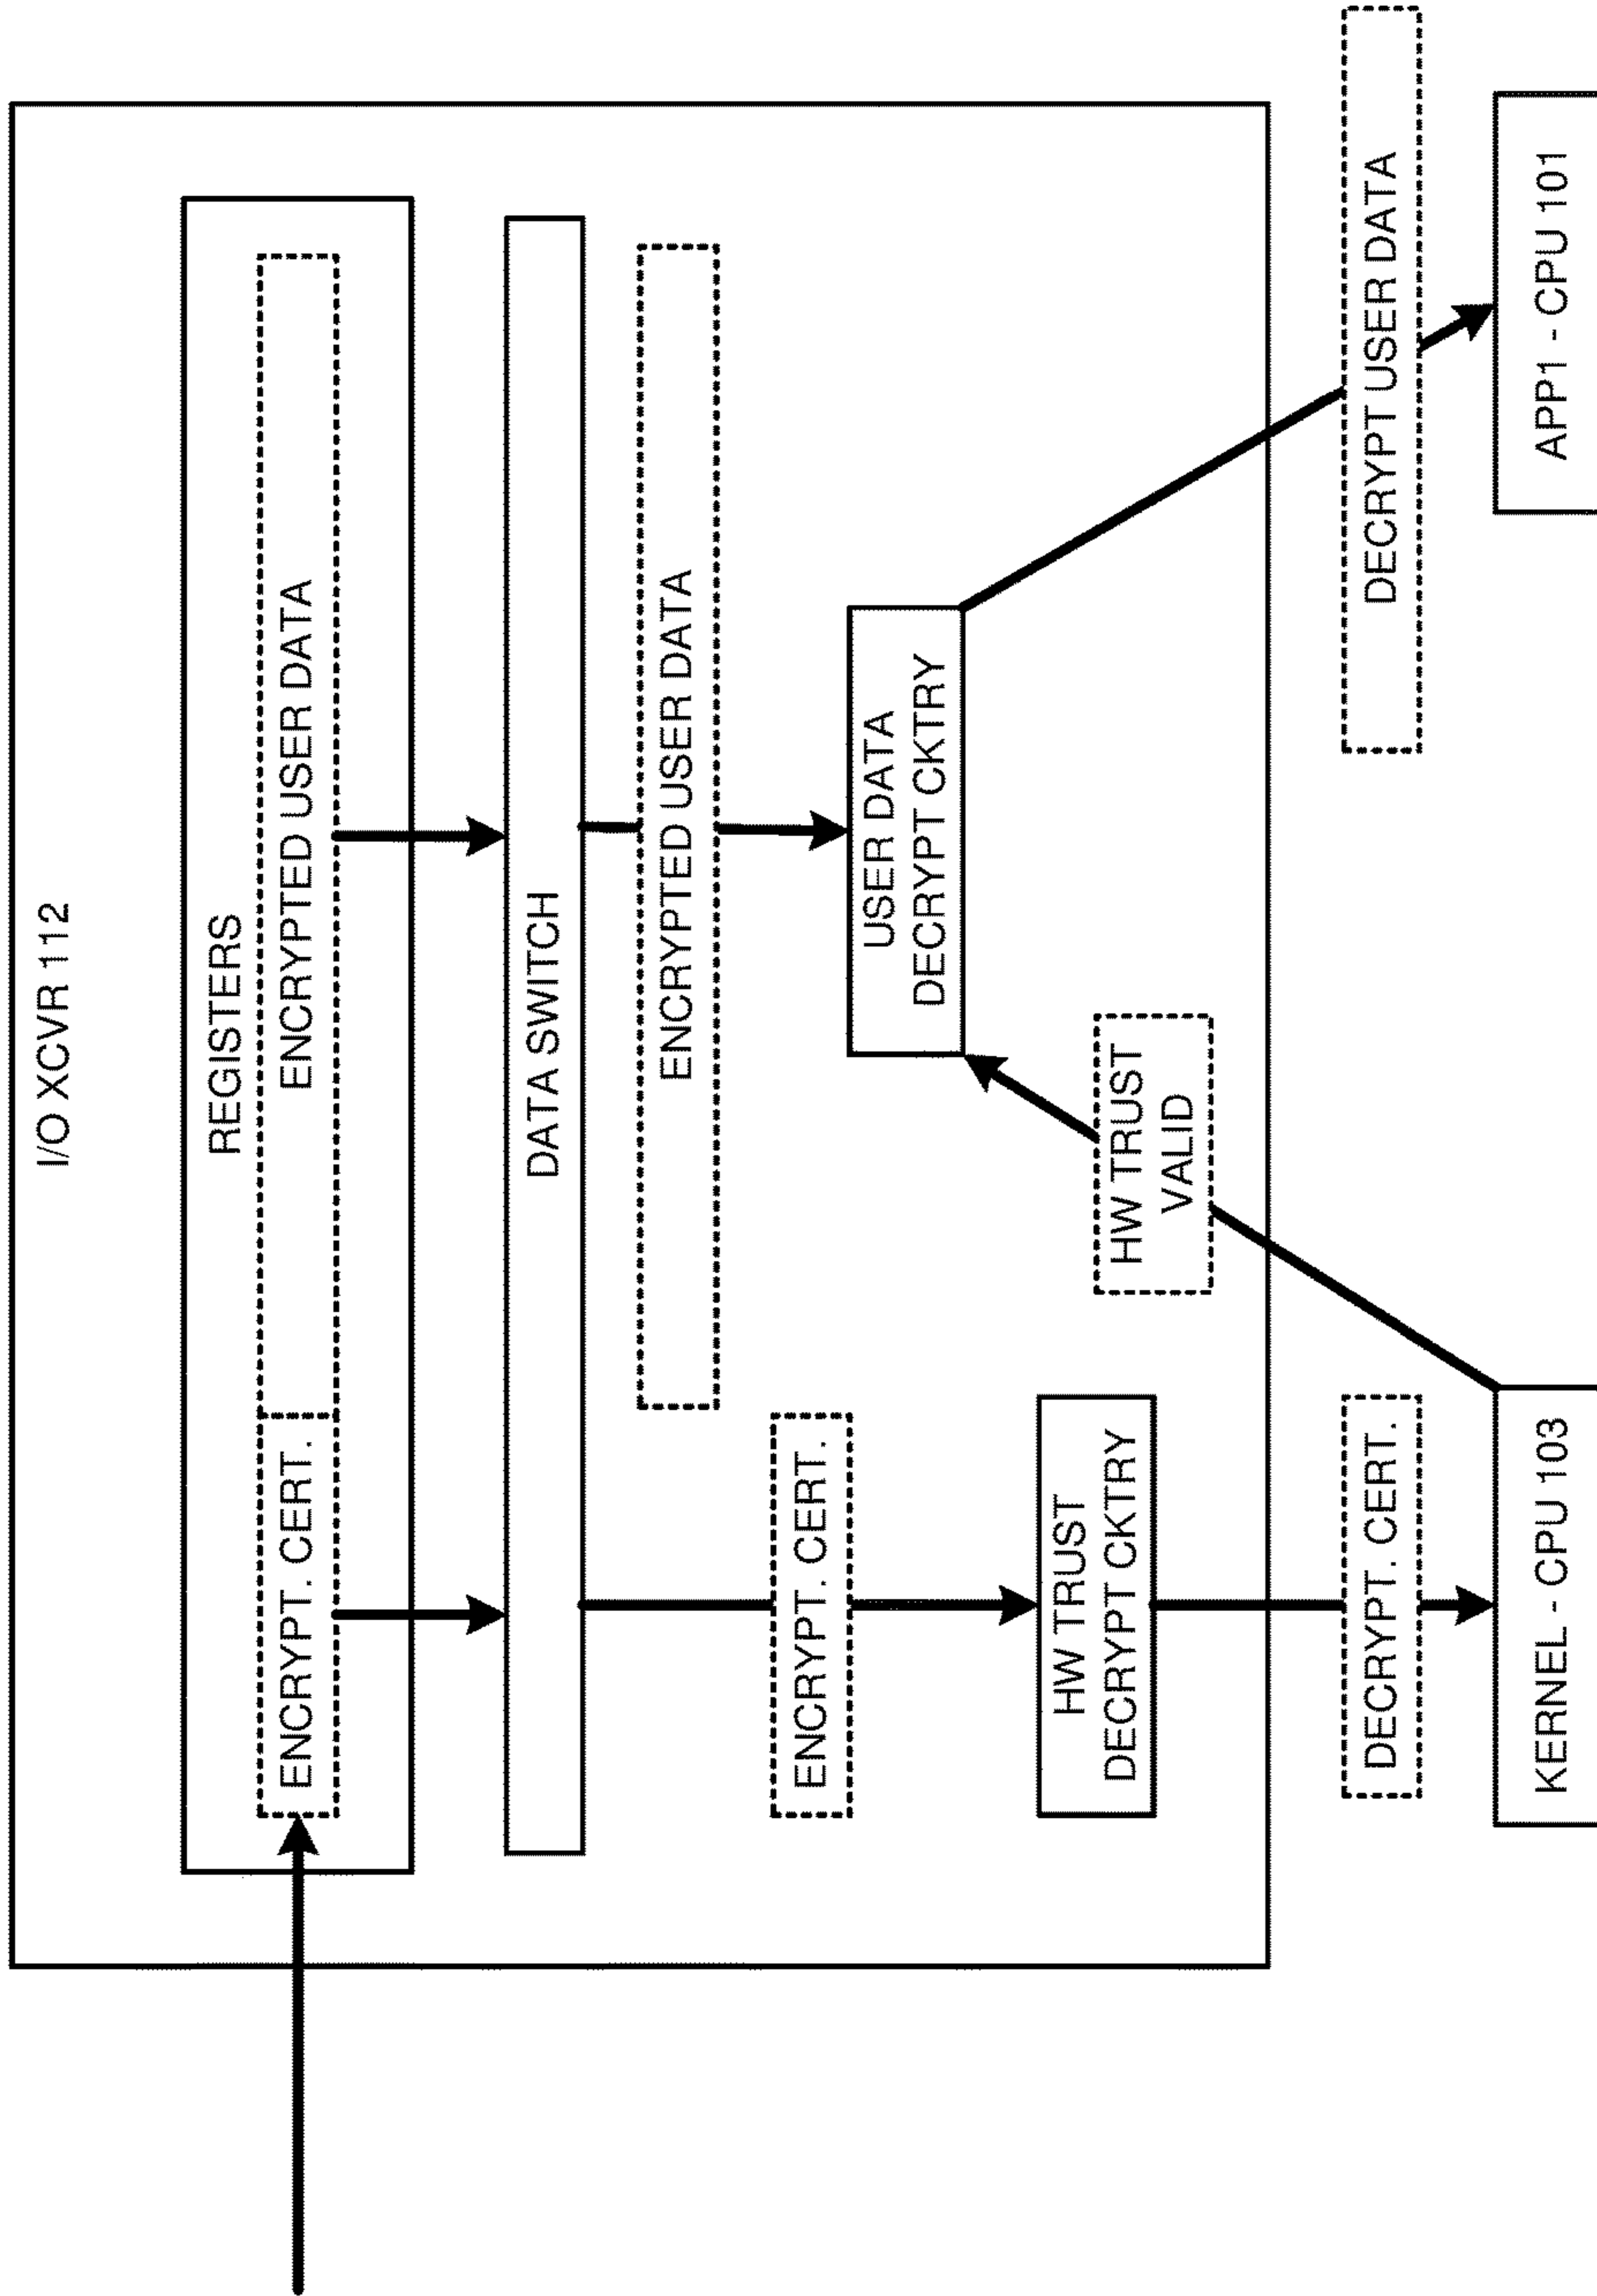 I/O XCVR 112
REGISTERS
ENCRYPT. CERT.
ENCRYPTED USER DATA
DATA SWITCH
ENCRYPTED USER DATA
ENCRYPT. CERT.
USER DATA
DECRYPT CKTRY
HW TRUST
DECRYPT CKTRY
HW TRUST
VALID
DECRYPT. CERT.
DECRYPT USER DATA
KERNEL - CPU 103
APP1 - CPU 101